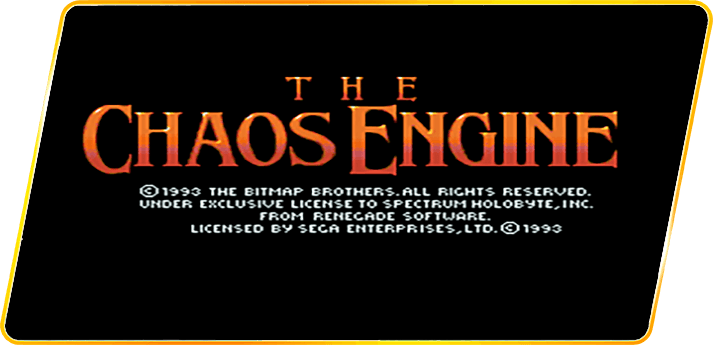 THE
CHAOS ENGINE
©1993 THE BITMAP BROTHERS. ALL RIGHTS RESERVED.
UNDER EXCLUSIVE LICENSE TO SPECTRUM HOLOBYTE, INC.
FROM RENEGADE SOFTWARE.
LICENSED BY SEGA ENTERPRISES, LTD. ©1993